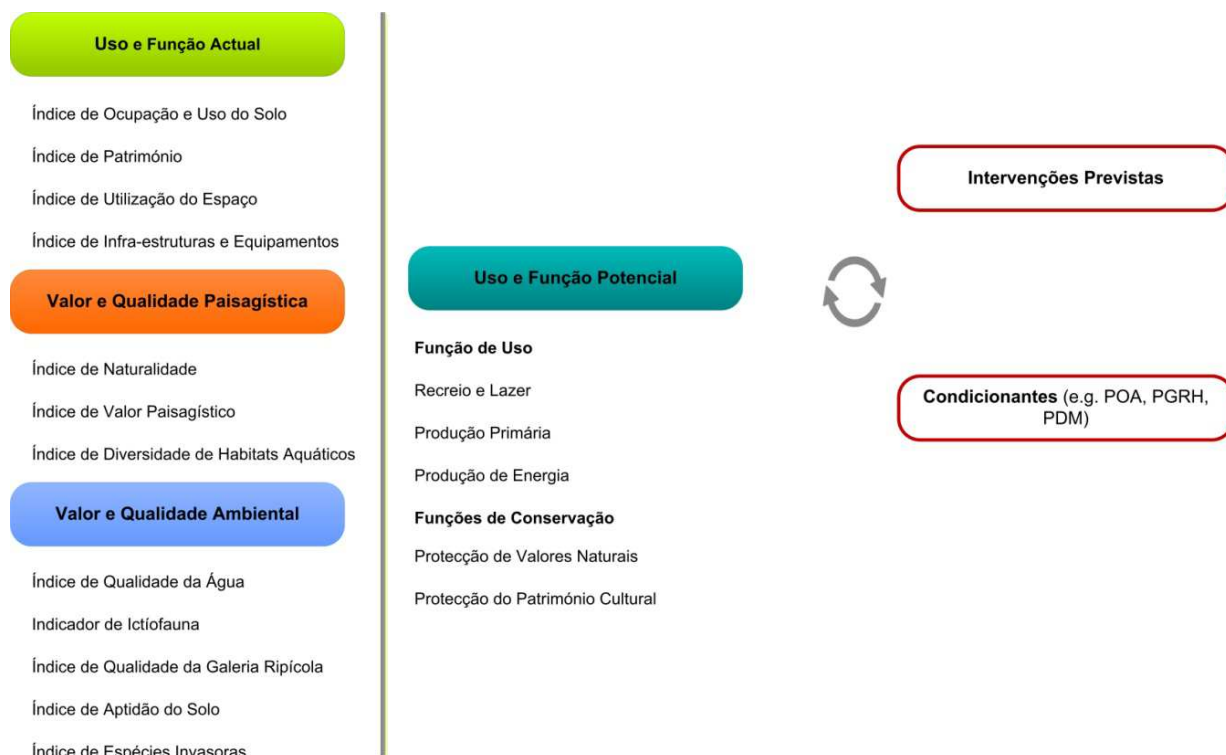 Uso e Função Actual
Índice de Ocupação e Uso do Solo
Índice de Património
Índice de Utilização do Espaço
Índice de Infra-estruturas e Equipamentos
Valor e Qualidade Paisagística
Índice de Naturalidade
Índice de Valor Paisagístico
Índice de Diversidade de Habitats Aquáticos
Valor e Qualidade Ambiental
Índice de Qualidade da Água
Indicador de Ictíofauna
Índice de Qualidade da Galeria Ripícola
Índice de Aptidão do Solo
Índice de Espécies Invasoras
Uso e Função Potencial
Função de Uso
Recreio e Lazer
Produção Primária
Produção de Energia
Funções de Conservação
Protecção de Valores Naturais
Protecção do Património Cultural
Intervenções Previstas
Condicionantes (e.g. POA, PGRH,
PDM)